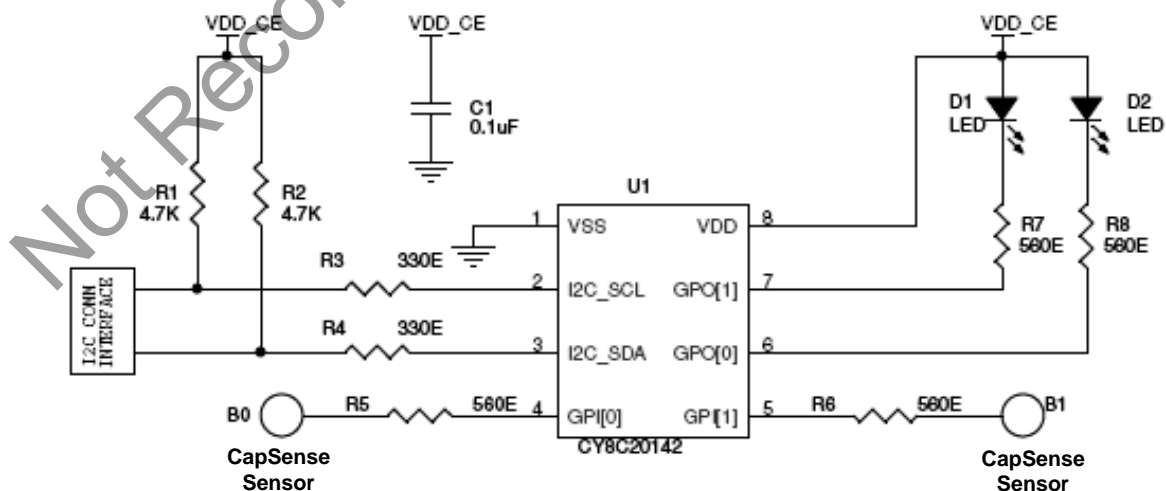 VDD_CE
VDD_CE
VDD_CE
Not Reco
C1
0.1uF
D1
LED
D2
LED
R1
4.7K
R2
4.7K
U1
1
VSS
VDD
8
R7
560E
R8
560E
I2C CONN
INTERFACE
R3
330E
2
I2C_SCL
GPO[1]
7
R4
330E
3
I2C_SDA
GPO[0]
6
B0
R5
560E
4
GPI[0]
GPI[1]
5
R6
560E
B1
CY8C20142
CapSense
Sensor
CapSense
Sensor